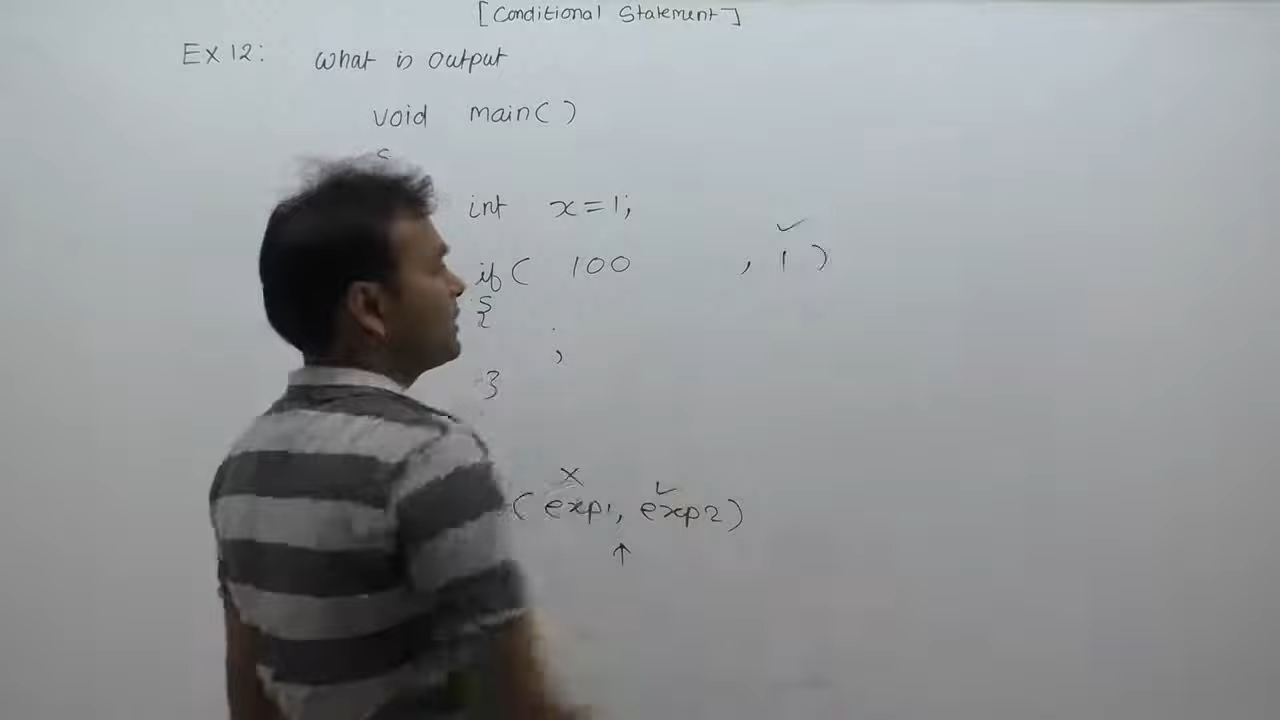 [Conditional Statement]
Ex 12: What is output
void main( )
{
int x=1;
if( 100 , 1 )
{
;
}
( exp1, exp2 )